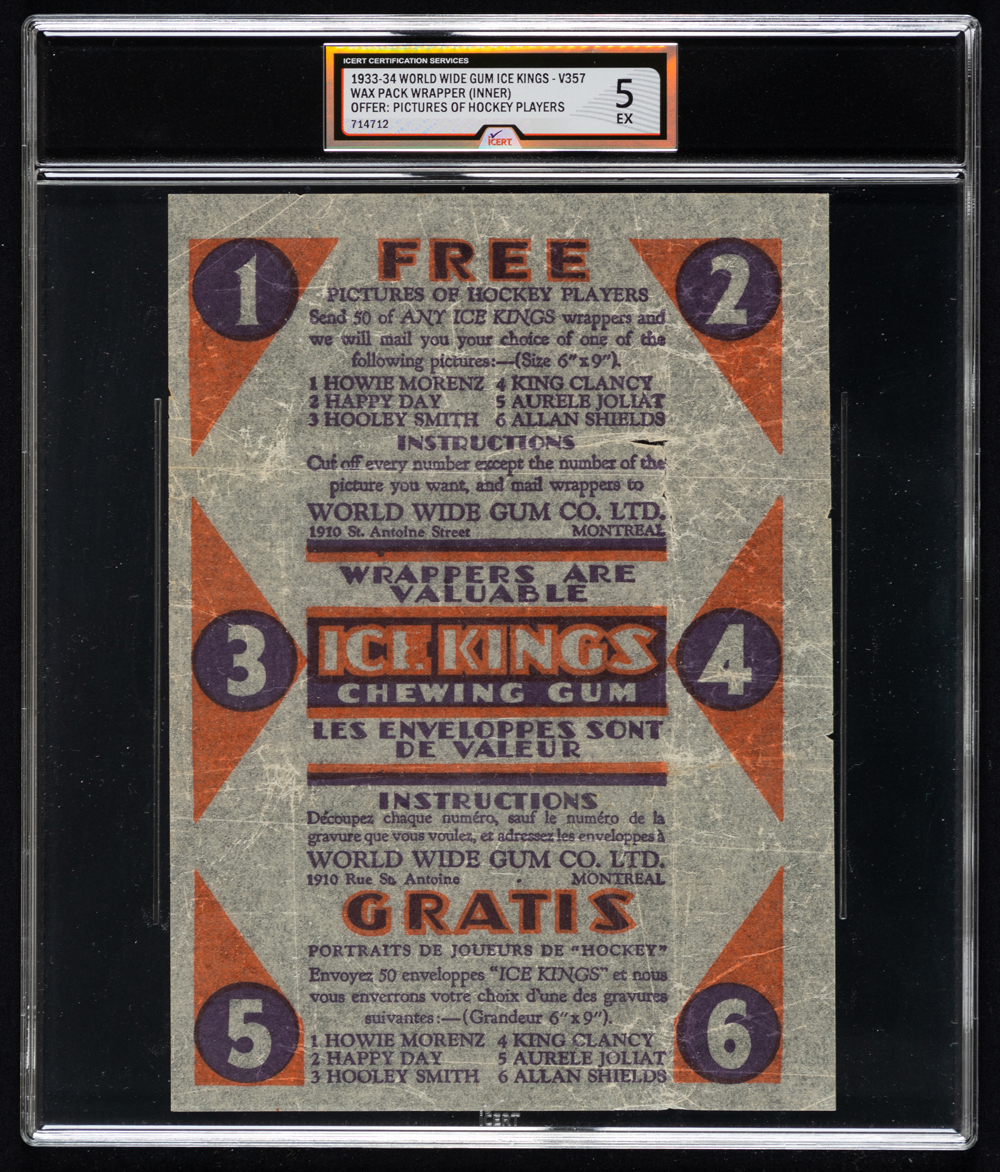 ICERT CERTIFICATION SERVICES
1933-34 WORLD WIDE GUM ICE KINGS - V357
WAX PACK WRAPPER (INNER)
OFFER: PICTURES OF HOCKEY PLAYERS
714712
5
EX
ICERT
1
2
FREE
PICTURES OF HOCKEY PLAYERS
Send 50 of ANY ICE KINGS wrappers and
we will mail you your choice of one of the
following pictures:—(Size 6″x9″).
1 HOWIE MORENZ 4 KING CLANCY
2 HAPPY DAY 5 AURELE JOLIAT
3 HOOLEY SMITH 6 ALLAN SHIELDS
INSTRUCTIONS
Cut off every number except the number of the
picture you want, and mail wrappers to
WORLD WIDE GUM CO. LTD.
1910 St. Antoine Street MONTREAL
WRAPPERS ARE
VALUABLE
3
ICE KINGS
4
CHEWING GUM
LES ENVELOPPES SONT
DE VALEUR
INSTRUCTIONS
Découpez chaque numéro, sauf le numéro de la
gravure que vous voulez, et adressez les enveloppes à
WORLD WIDE GUM CO. LTD.
1910 Rue St. Antoine MONTREAL
GRATIS
PORTRAITS DE JOUEURS DE "HOCKEY"
Envoyez 50 enveloppes "ICE KINGS" et nous
vous enverrons votre choix d'une des gravures
suivantes:—(Grandeur 6″x9″).
5
6
1 HOWIE MORENZ 4 KING CLANCY
2 HAPPY DAY 5 AURELE JOLIAT
3 HOOLEY SMITH 6 ALLAN SHIELDS
ICERT